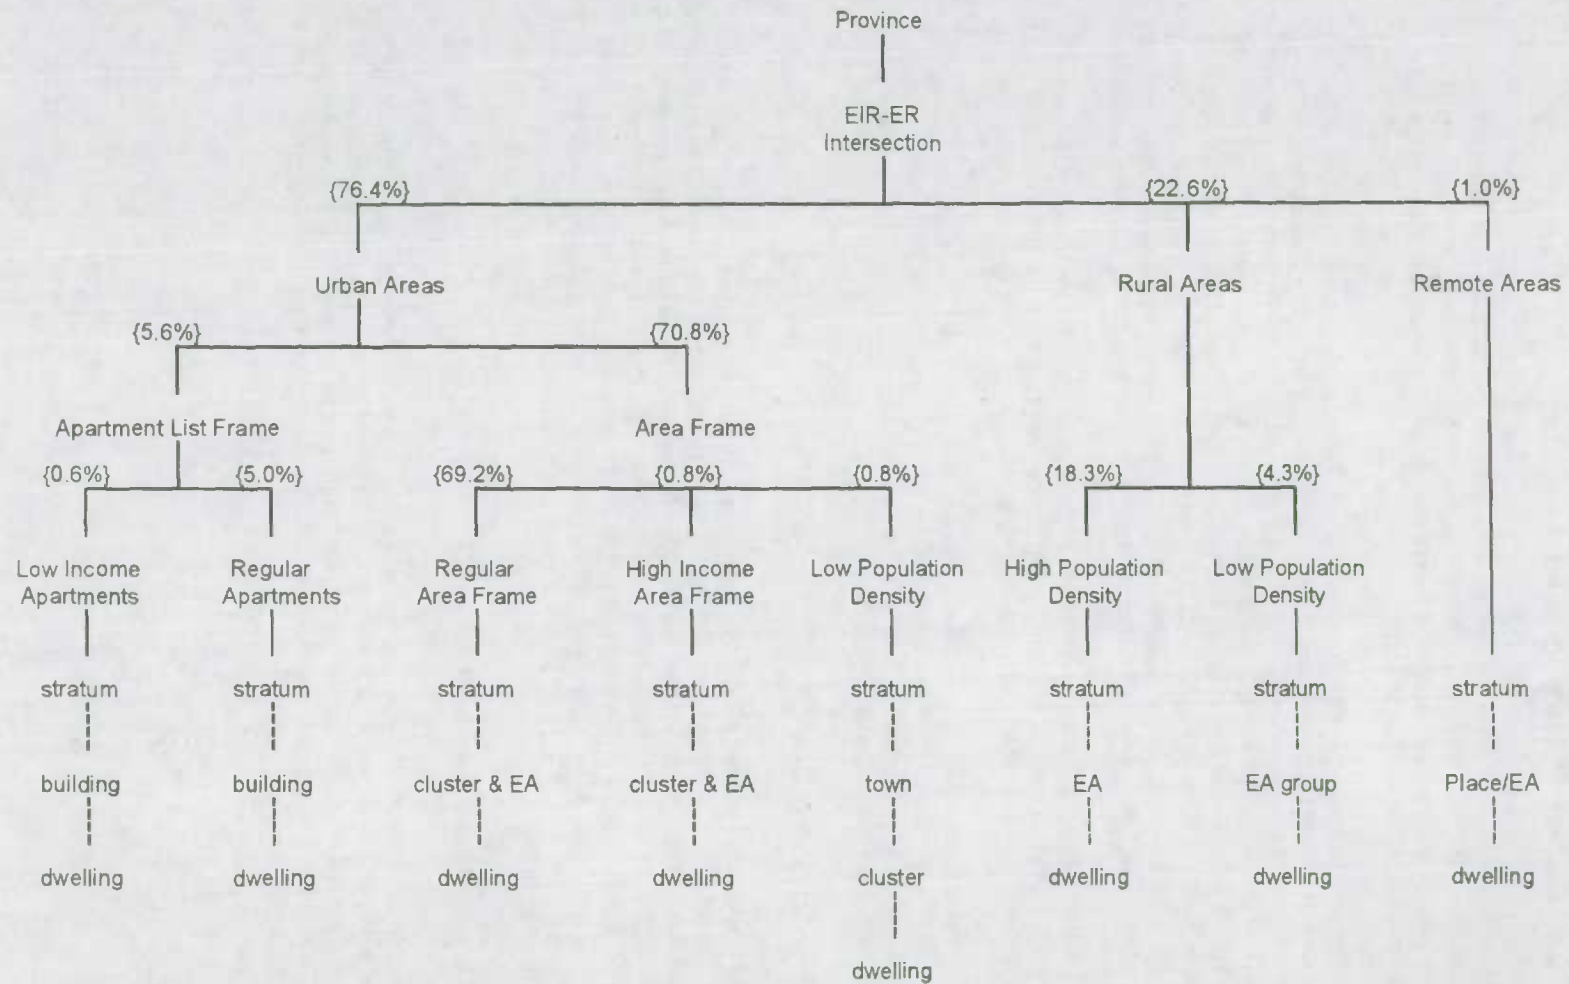 Province
EIR-ER
Intersection
{76.4%} {22.6%} {1.0%}
Urban Areas Rural Areas Remote Areas
{5.6%} {70.8%}
Apartment List Frame Area Frame
{0.6%} {5.0%} {69.2%} {0.8%} {0.8%} {18.3%} {4.3%}
Low Income Regular Regular High Income Low Population High Population Low Population
Apartments Apartments Area Frame Area Frame Density Density Density
stratum stratum stratum stratum stratum stratum stratum stratum
building building cluster & EA cluster & EA town EA EA group Place/EA
dwelling dwelling dwelling dwelling cluster dwelling dwelling dwelling
dwelling